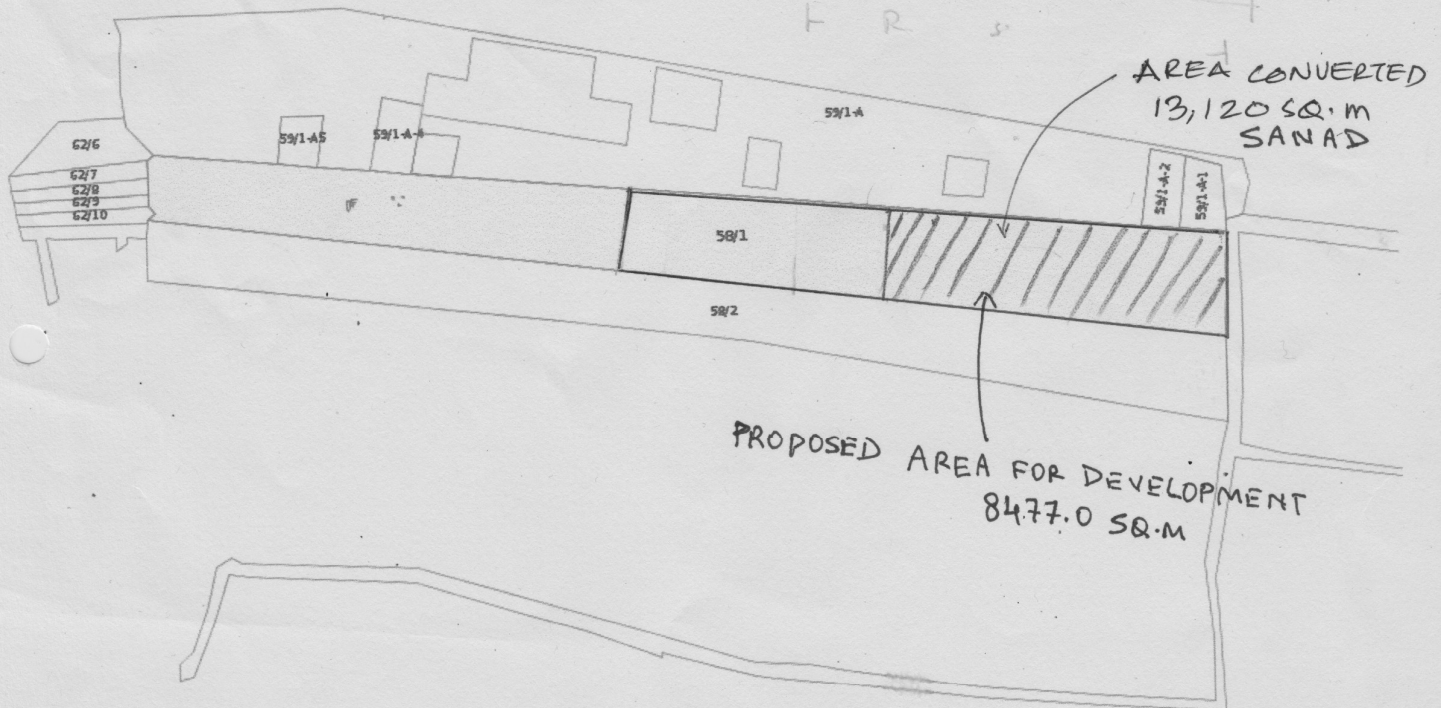 AREA CONVERTED
13,120 SQ.m
SANAD
59/1-A
62/6
59/1-A5
59/1-A-4
62/7
62/8
62/9
62/10
59/1-A-2
59/1-A-1
58/1
58/2
PROPOSED AREA FOR DEVELOPMENT
8477.0 SQ.M